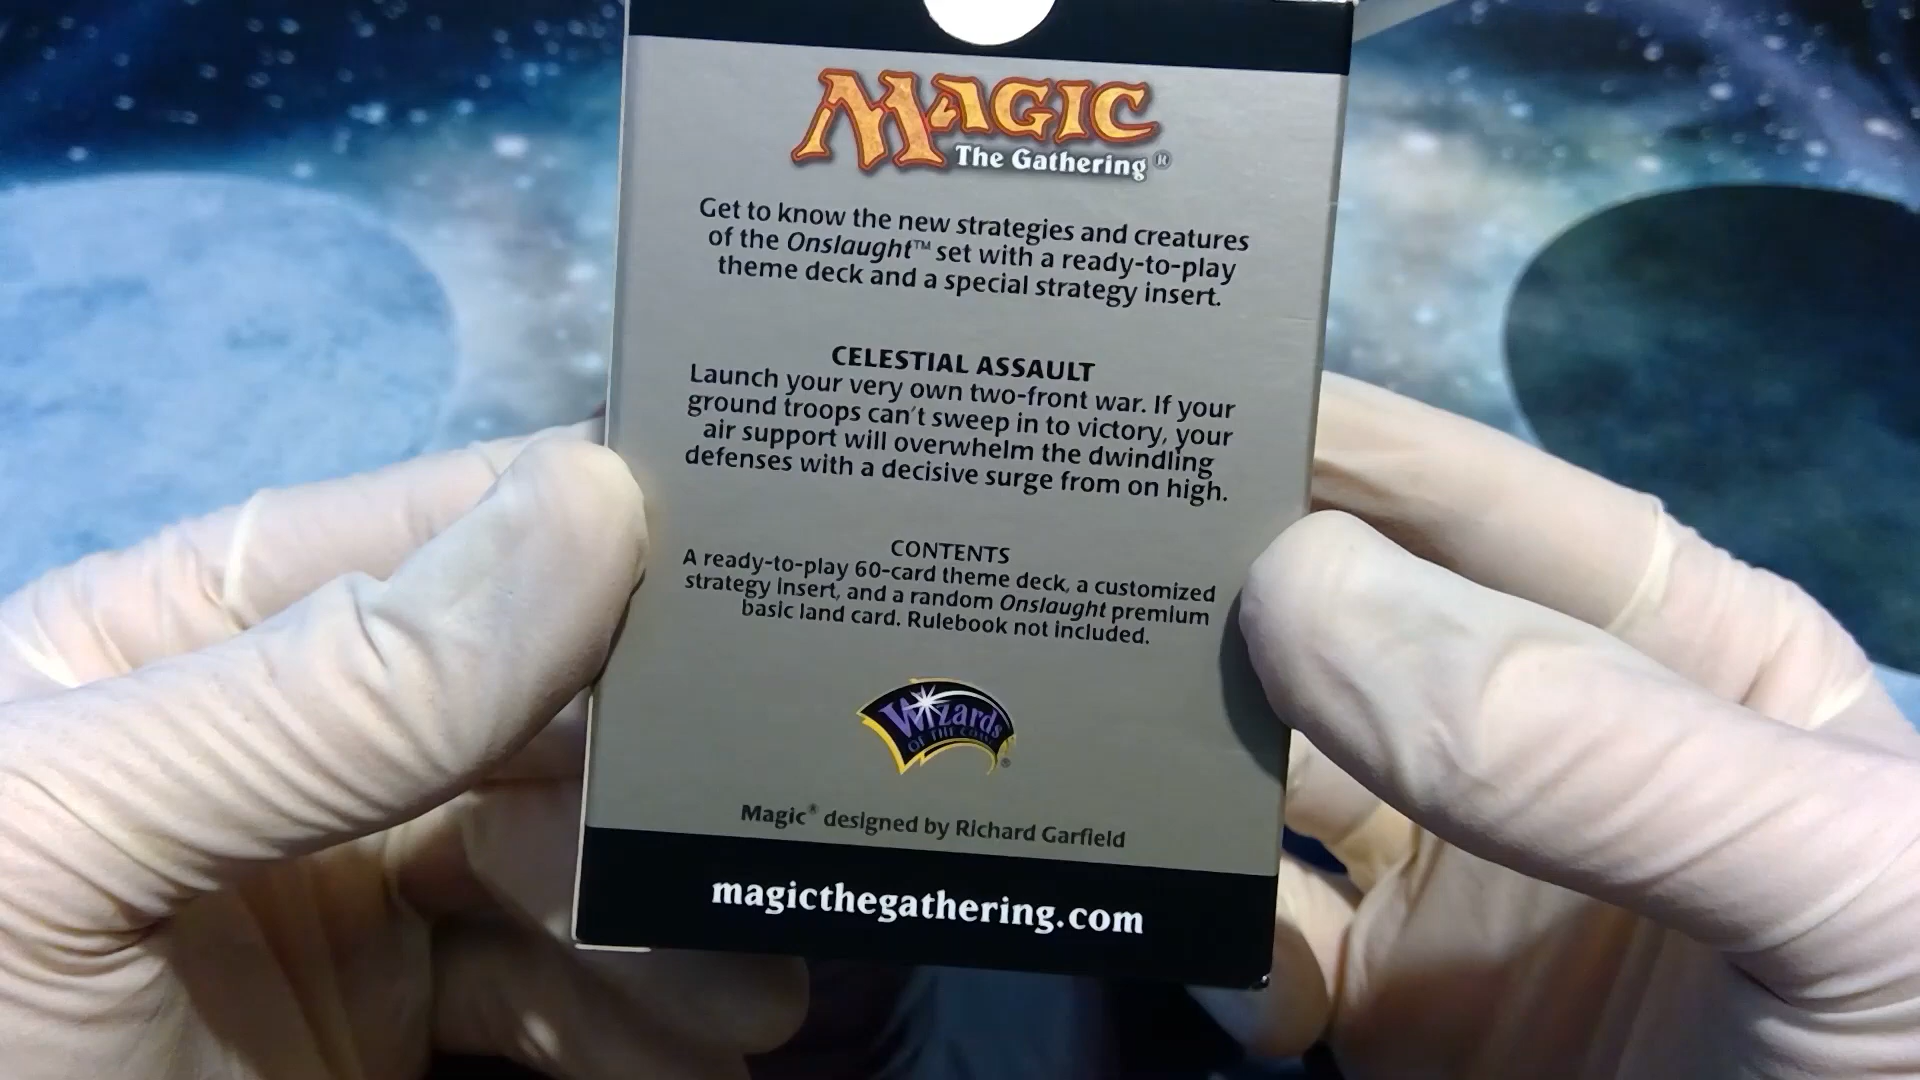 MAGIC
The Gathering®
Get to know the new strategies and creatures
of the Onslaught™ set with a ready-to-play
theme deck and a special strategy insert.
CELESTIAL ASSAULT
Launch your very own two-front war. If your
ground troops can't sweep in to victory, your
air support will overwhelm the dwindling
defenses with a decisive surge from on high.
CONTENTS
A ready-to-play 60-card theme deck, a customized
strategy insert, and a random Onslaught premium
basic land card. Rulebook not included.
Wizards
OF THE COAST
®
Magic® designed by Richard Garfield
magicthegathering.com